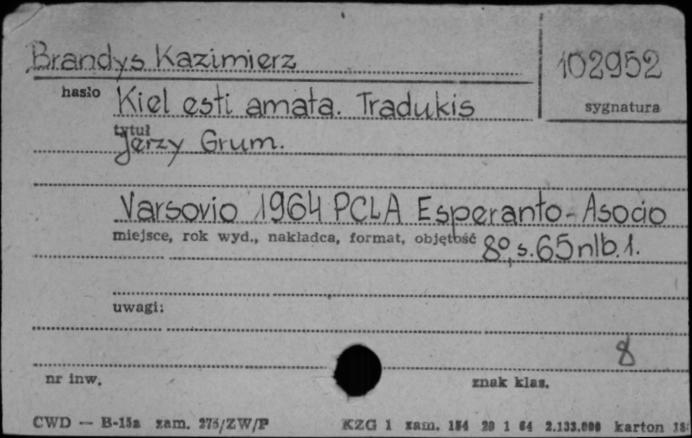 Brandys Kazimierz
102952
hasło Kiel esti amata. Tradukis
sygnatura
tytuł
Jerzy Grum.
Varsovio 1964 PCLA Esperanto-Asocio
miejsce, rok wyd., nakładca, format, objętość 8°, s. 65 nlb. 1.
uwagi:
8
nr inw.
znak klas.
CWD — B-15a zam. 275/ZW/P KZG 1 zam. 184 20 1 64 2.133.000 karton